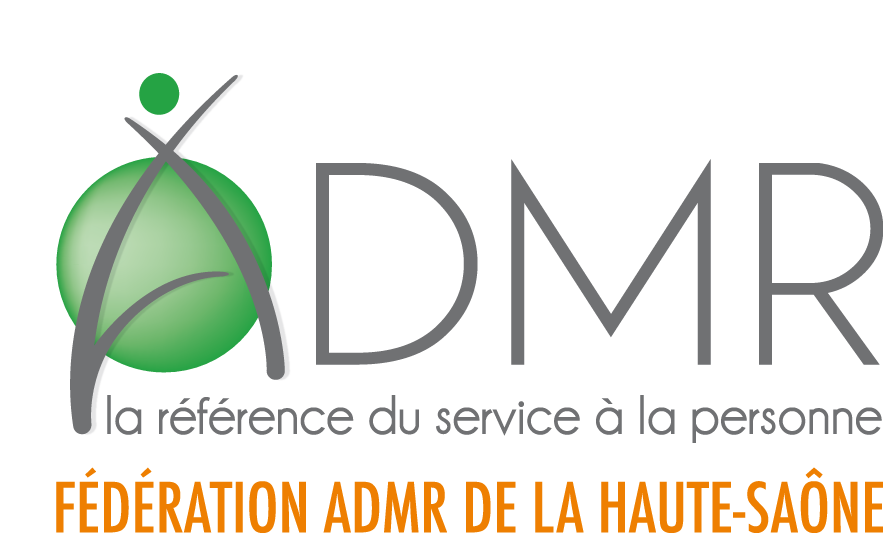 ADMR
la référence du service à la personne
FÉDÉRATION ADMR DE LA HAUTE-SAÔNE